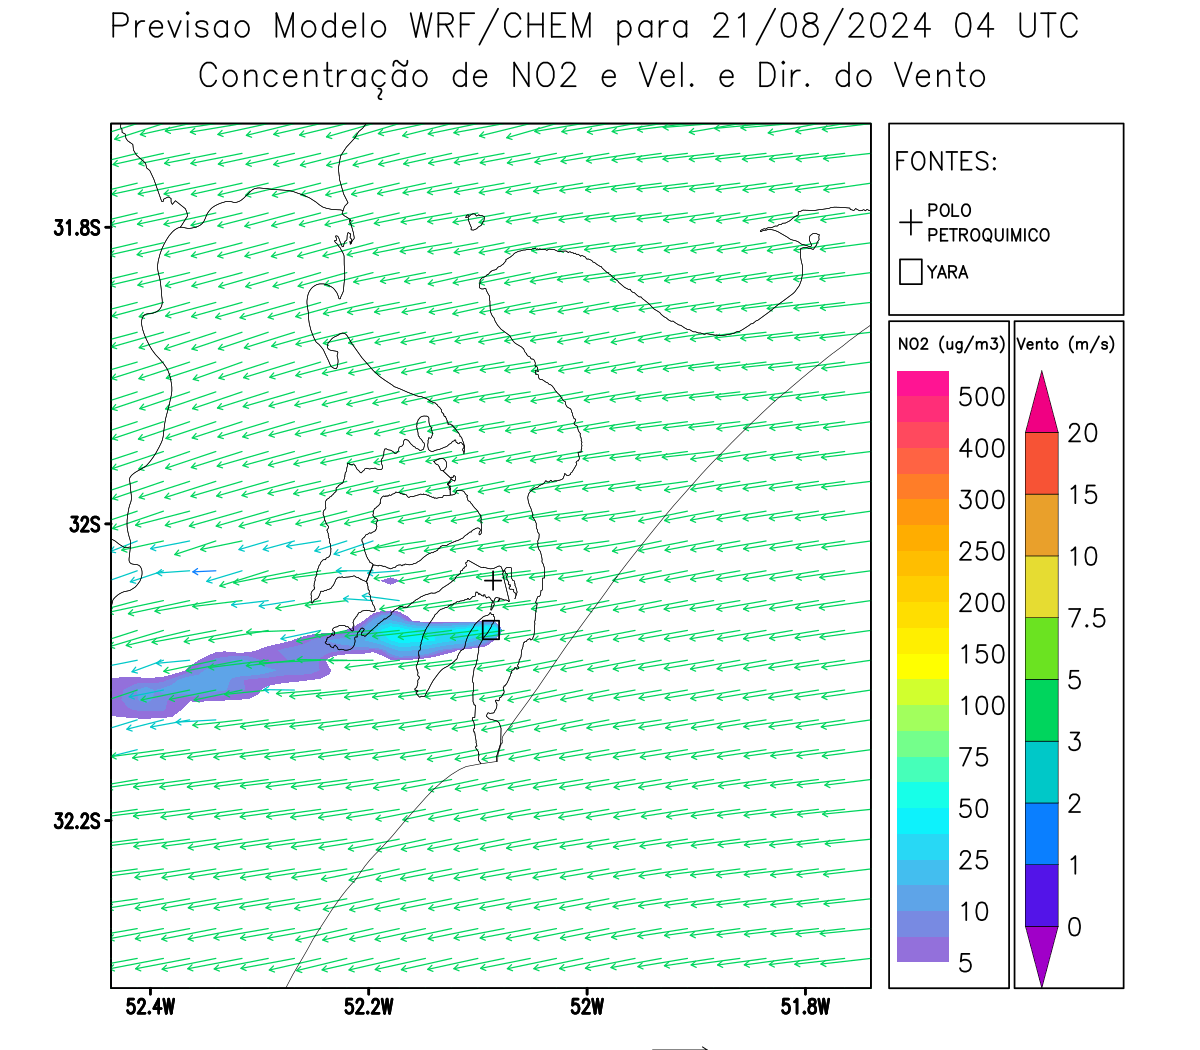 Previsao Modelo WRF/CHEM para 21/08/2024 04 UTC
Concentração de NO2 e Vel. e Dir. do Vento
FONTES:
POLO
PETROQUIMICO
YARA
NO2 (ug/m3)
500
400
300
250
200
150
100
75
50
25
10
5
Vento (m/s)
20
15
10
7.5
5
3
2
1
0
31.8S
32S
32.2S
52.4W
52.2W
52W
51.8W